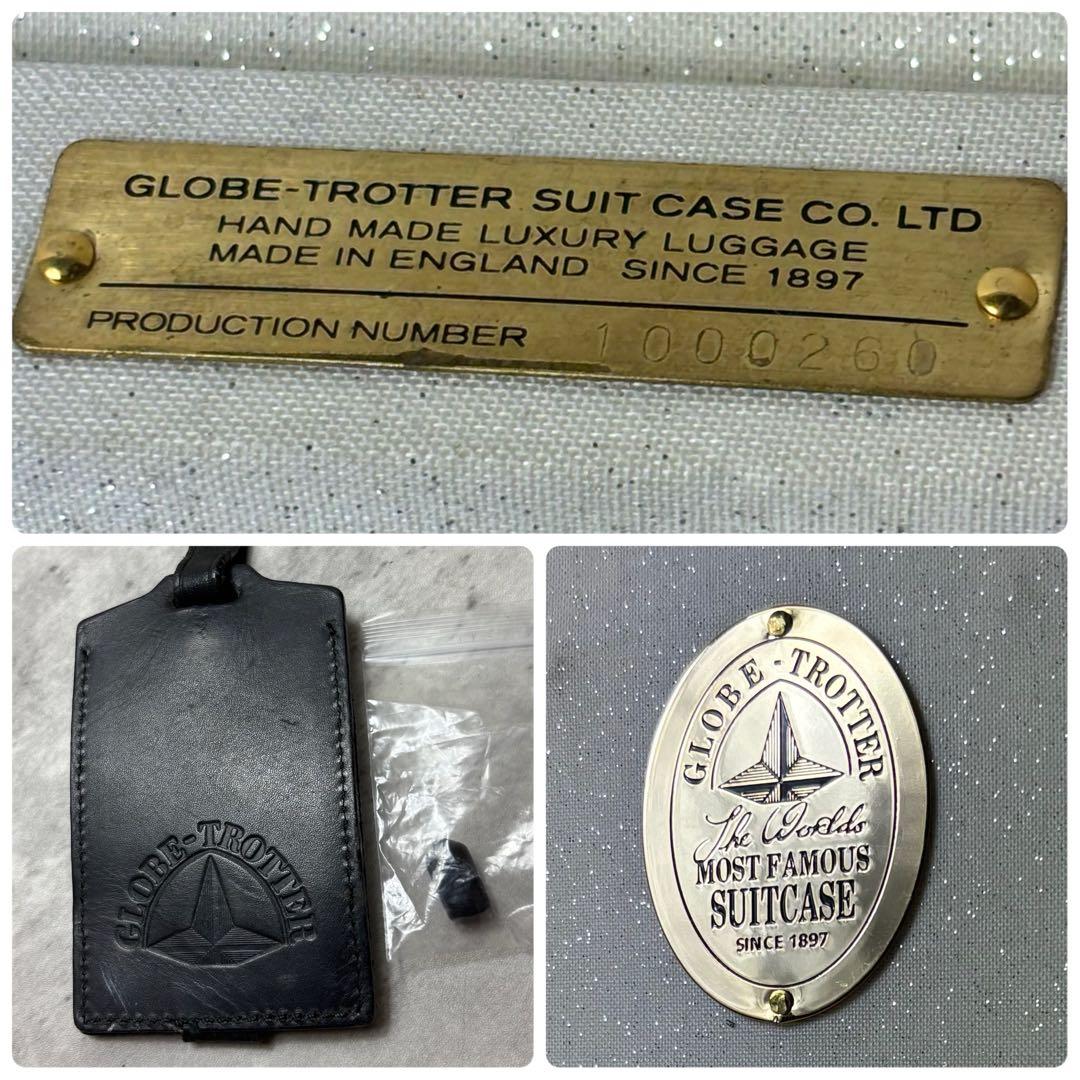 GLOBE-TROTTER SUIT CASE CO. LTD
HAND MADE LUXURY LUGGAGE
MADE IN ENGLAND SINCE 1897
PRODUCTION NUMBER 1000260
GLOBE-TROTTER
GLOBE-TROTTER
The Worlds
MOST FAMOUS
SUITCASE
SINCE 1897